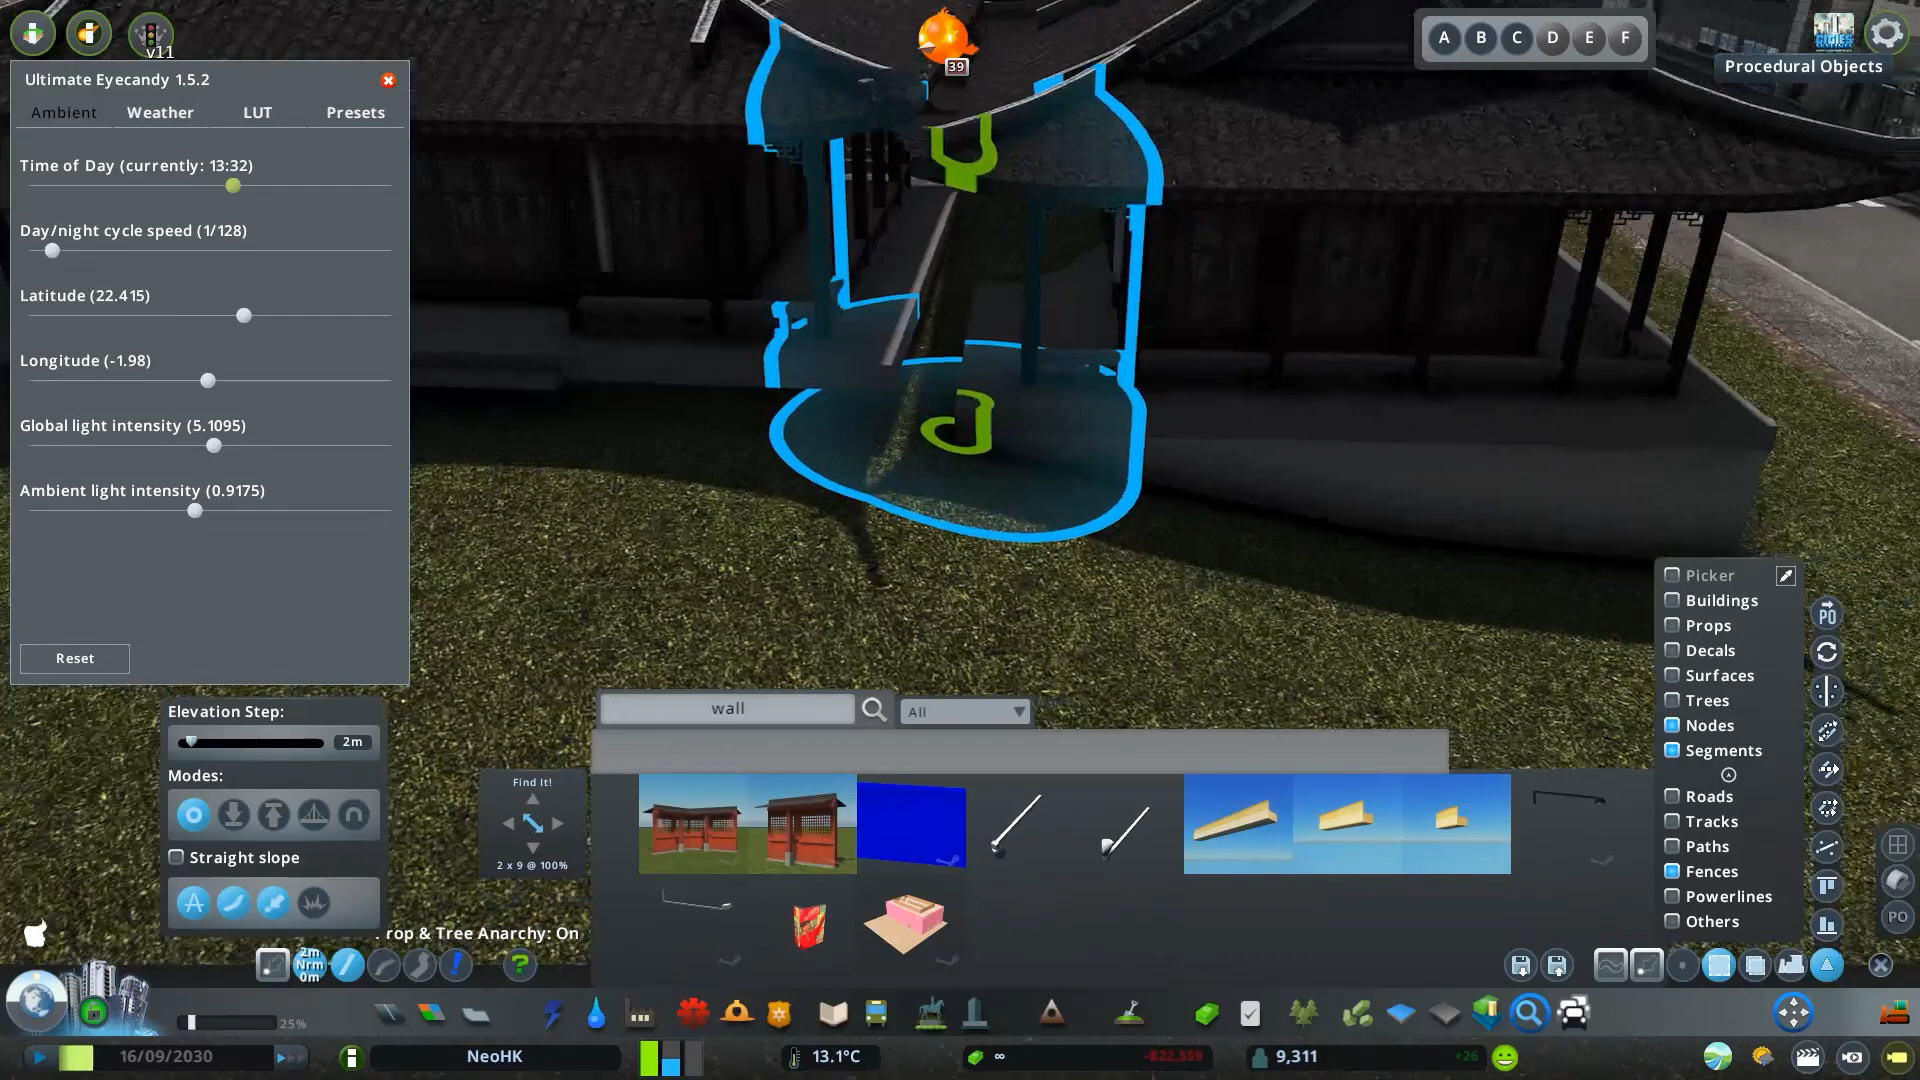 v11
Ultimate Eyecandy 1.5.2
Ambient Weather LUT Presets
Time of Day (currently: 13:32)
Day/night cycle speed (1/128)
Latitude (22.415)
Longitude (-1.98)
Global light intensity (5.1095)
Ambient light intensity (0.9175)
Reset
39
A B C D E F
CITIES
Procedural Objects
Elevation Step:
2m
Modes:
Straight slope
rop & Tree Anarchy: On
2m
Nrm
0m
Find It!
2 x 9 @ 100%
wall
All
Picker
Buildings
Props
Decals
Surfaces
Trees
Nodes
Segments
Roads
Tracks
Paths
Fences
Powerlines
Others
PO
PO
25%
16/09/2030
NeoHK
13.1°C
∞
-822,559
9,311
+26